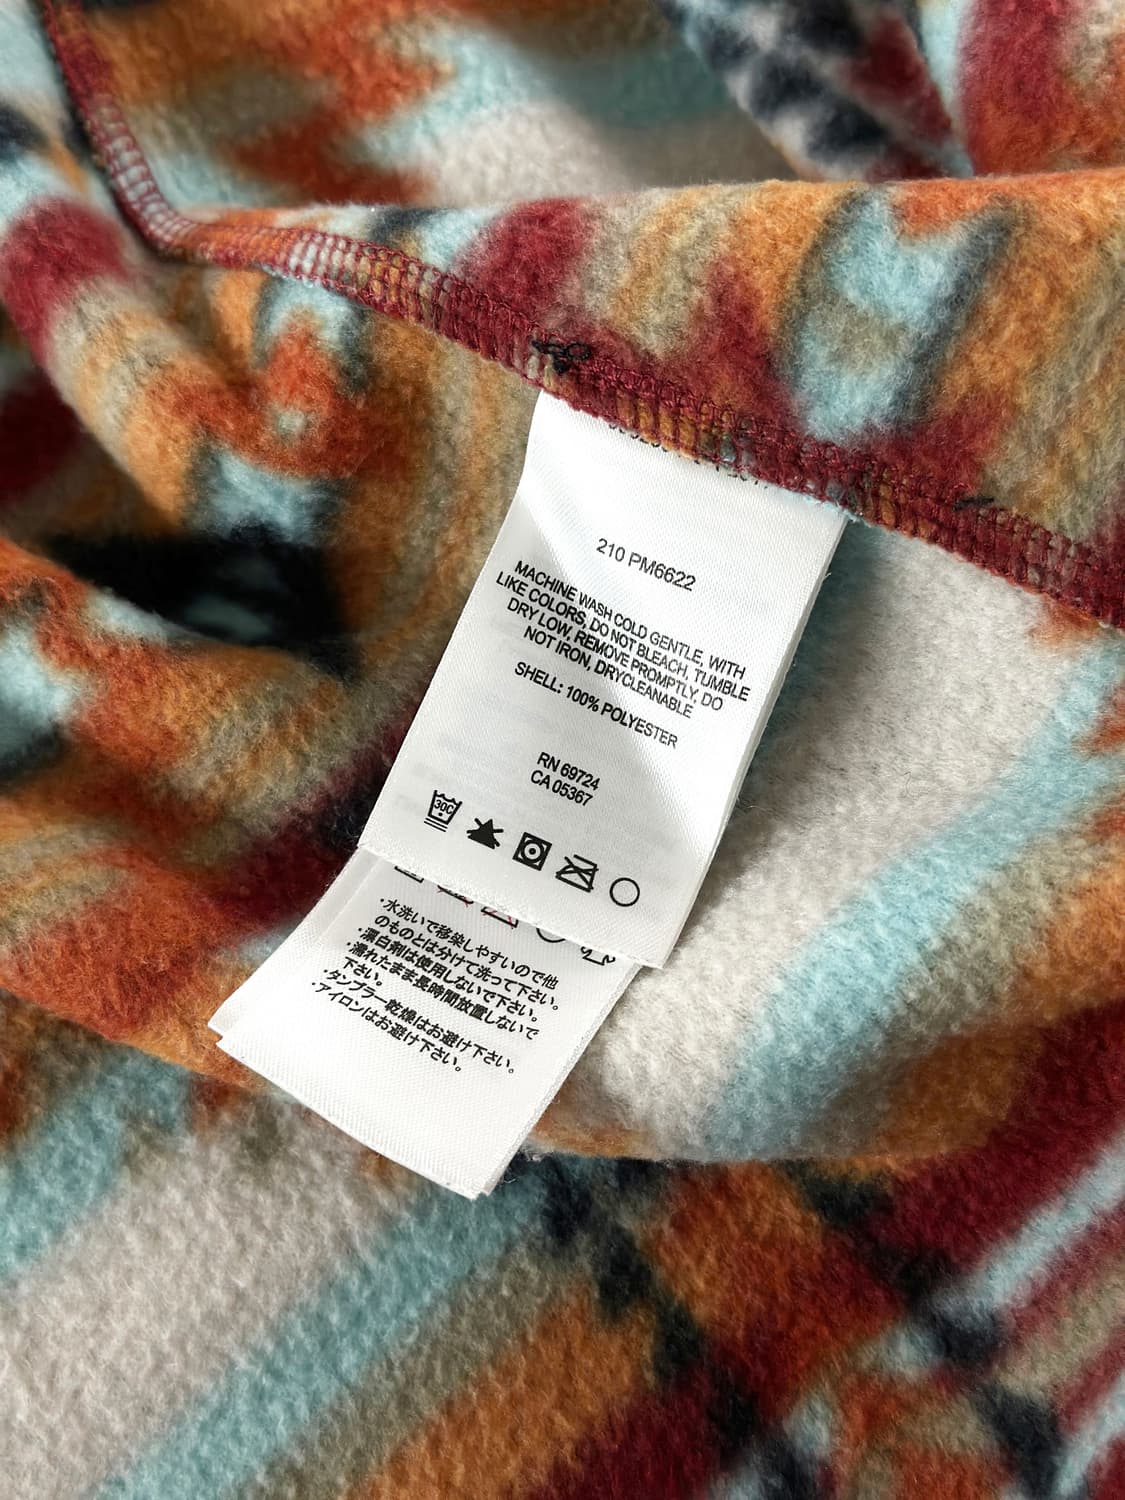 210 PM6622
MACHINE WASH COLD GENTLE, WITH
LIKE COLORS, DO NOT BLEACH, TUMBLE
DRY LOW, REMOVE PROMPTLY, DO
NOT IRON, DRYCLEANABLE
SHELL: 100% POLYESTER
RN 69724
CA 05367
30C
・水洗いで移染しやすいので他
のものとは分けて洗って下さい。
・漂白剤は使用しないで下さい。
・濡れたまま長時間放置しないで
下さい。
・タンブラー乾燥はお避け下さい。
・アイロンはお避け下さい。